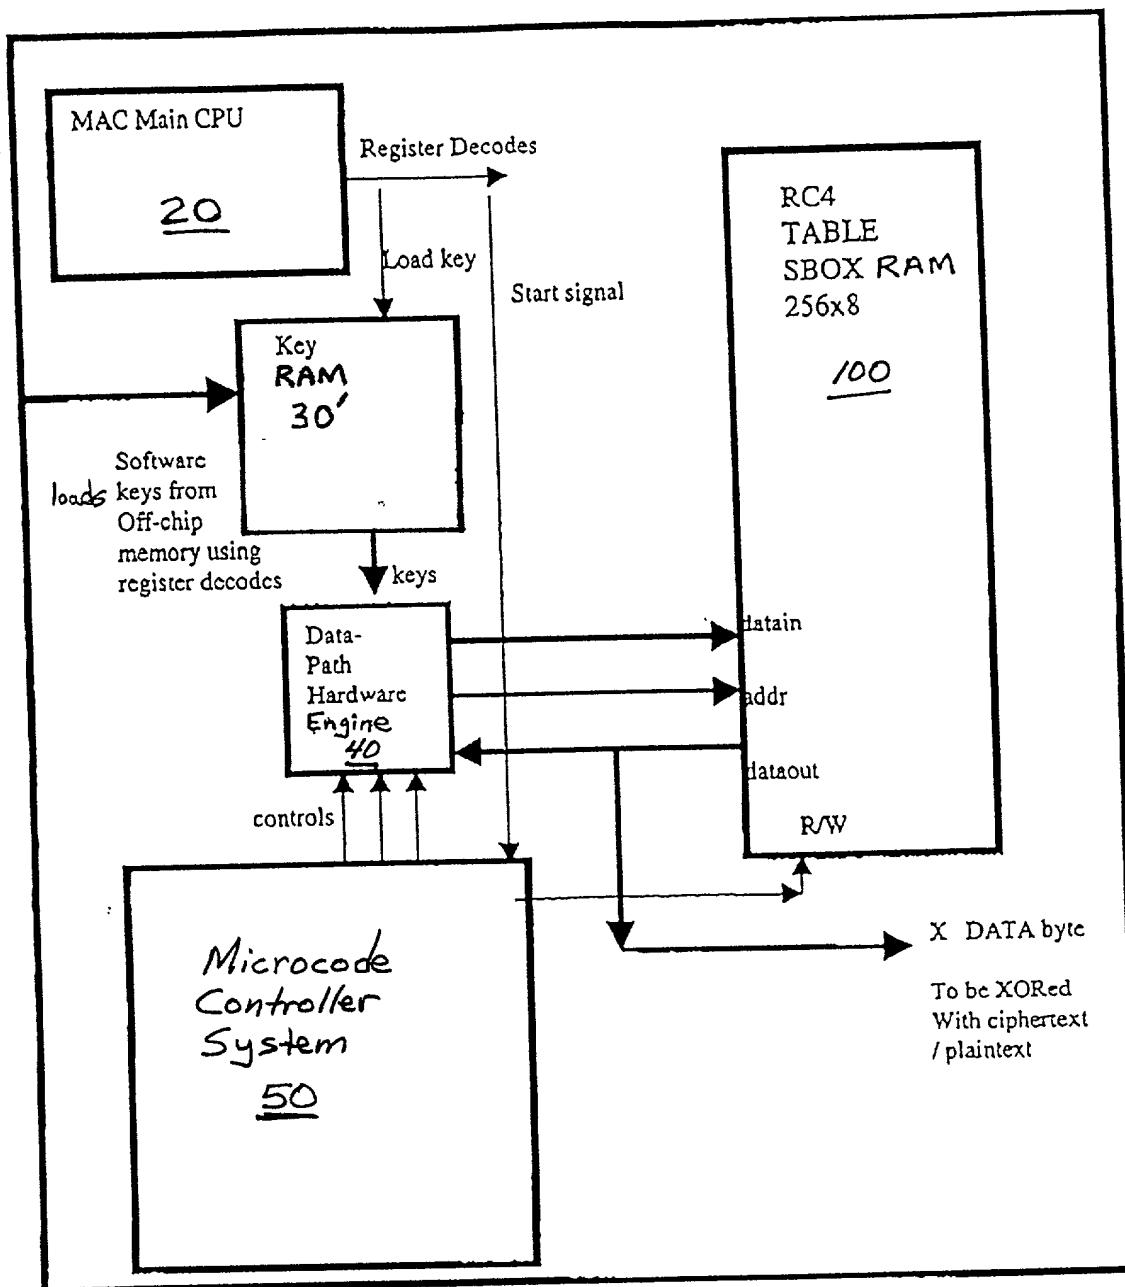 MAC Main CPU
20
Register Decodes
Load key
Start signal
RC4
TABLE
SBOX RAM
256x8
100
Key
RAM
30'
Software
loads keys from
Off-chip
memory using
register decodes
keys
Data-
Path
Hardware
Engine
40
datain
addr
dataout
R/W
controls
Microcode
Controller
System
50
X DATA byte
To be XORed
With ciphertext
/ plaintext